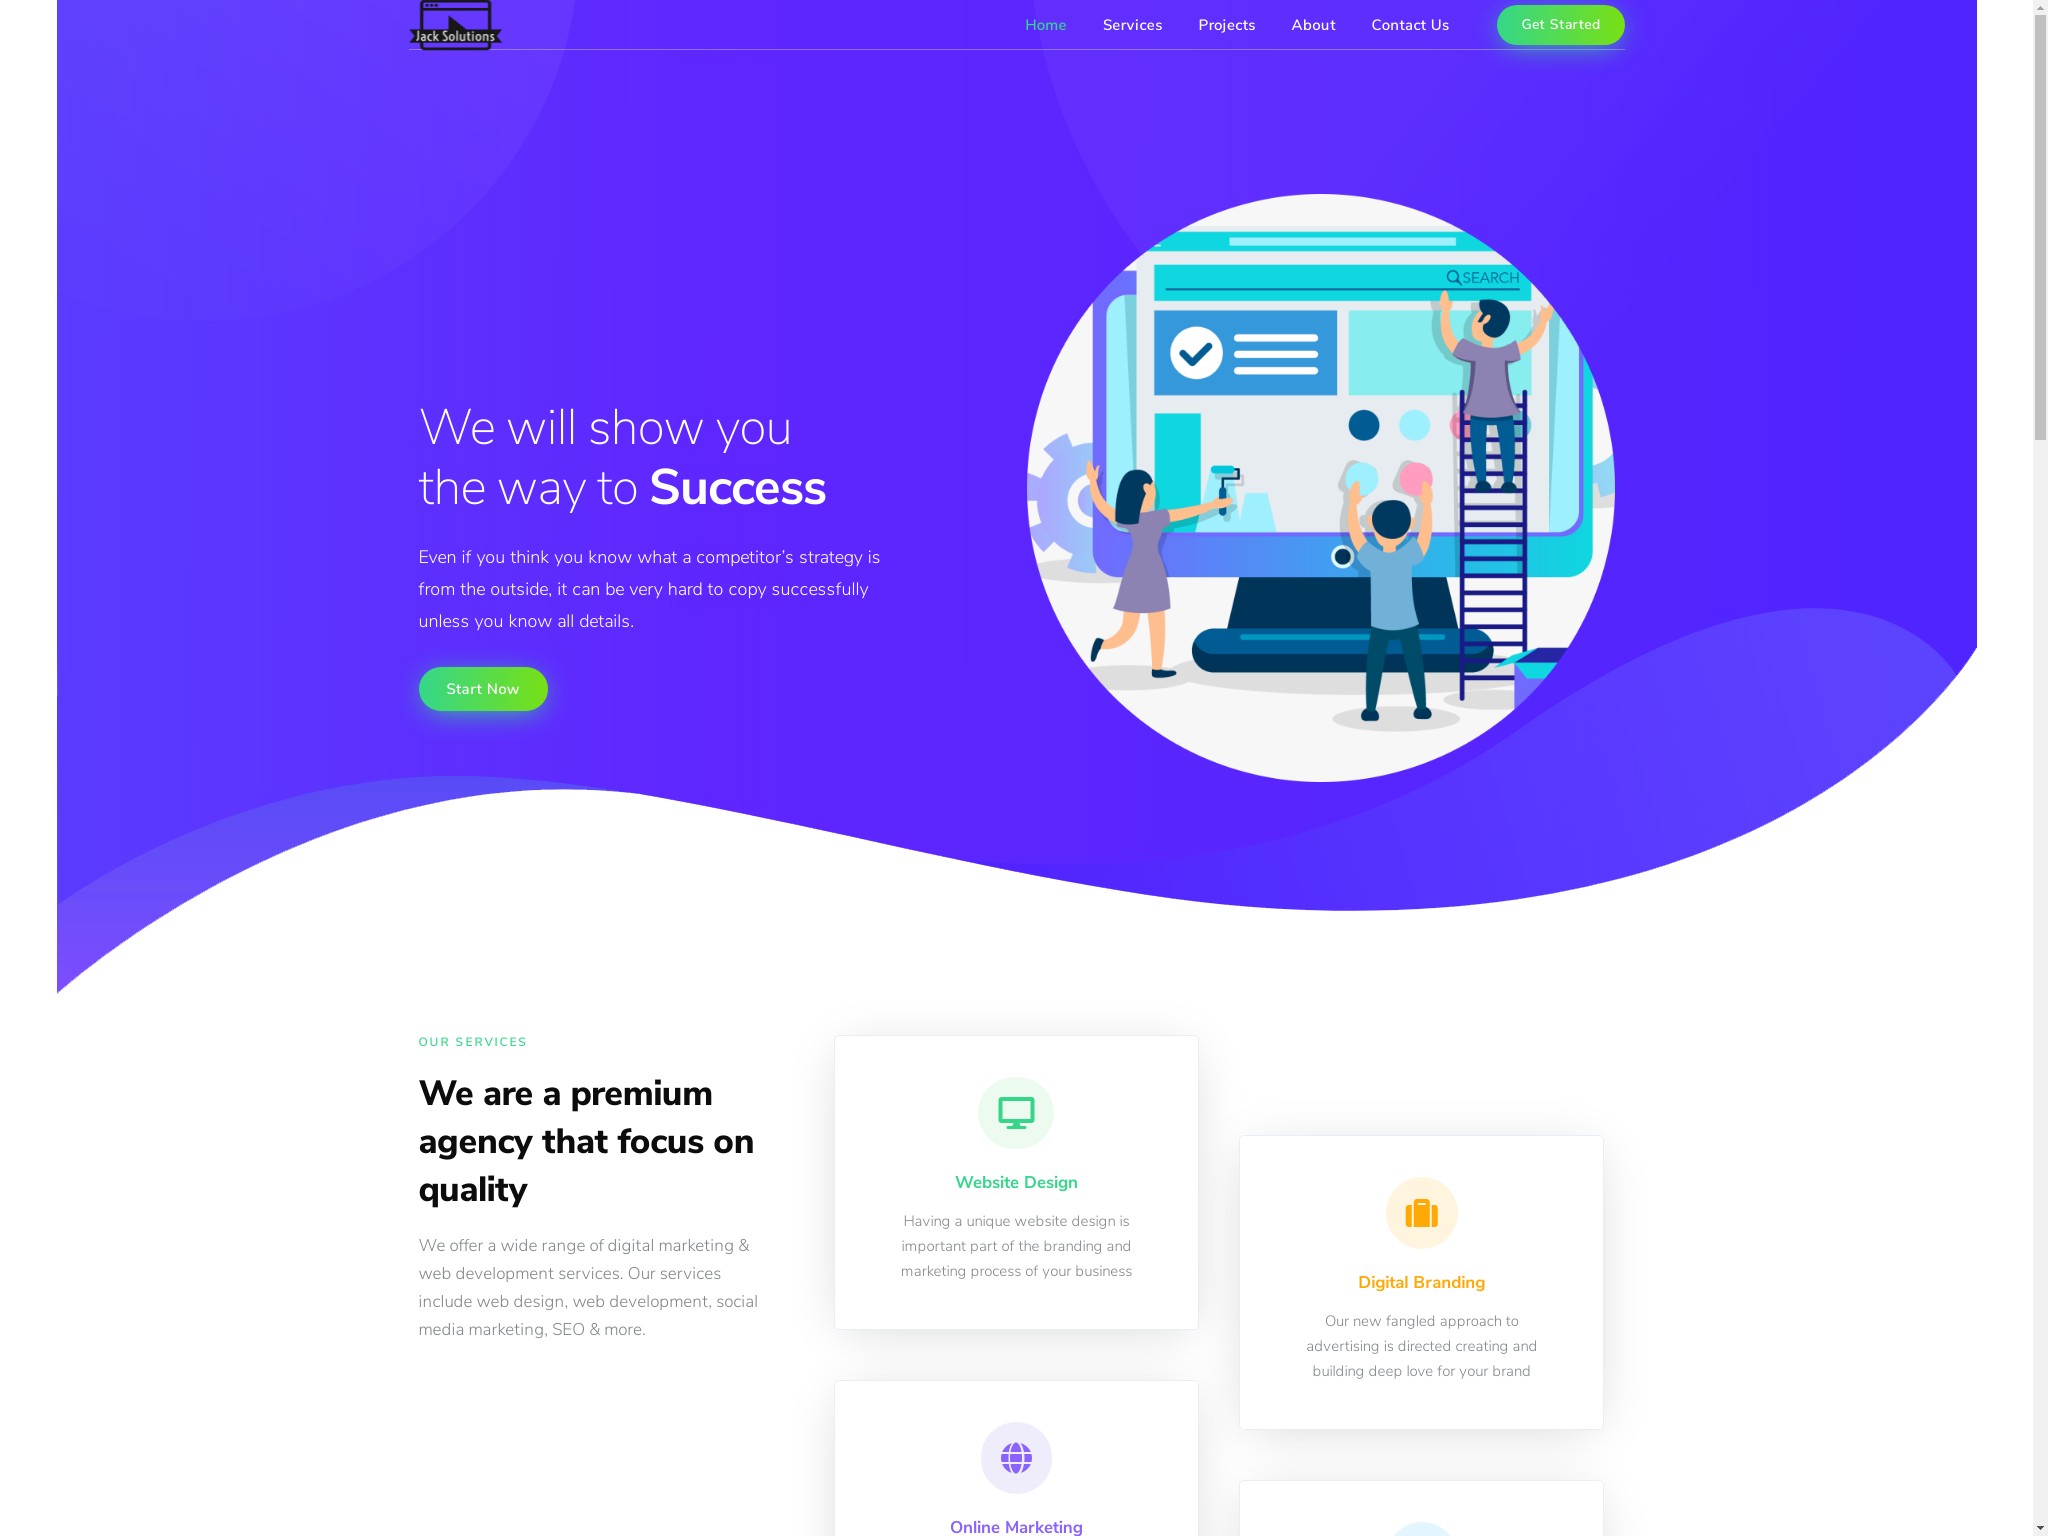 Jack Solutions
Home Services Projects About Contact Us Get Started
SEARCH
We will show you
the way to Success
Even if you think you know what a competitor’s strategy is
from the outside, it can be very hard to copy successfully
unless you know all details.
Start Now
OUR SERVICES
We are a premium
agency that focus on
quality
We offer a wide range of digital marketing &
web development services. Our services
include web design, web development, social
media marketing, SEO & more.
Website Design
Having a unique website design is
important part of the branding and
marketing process of your business
Digital Branding
Our new fangled approach to
advertising is directed creating and
building deep love for your brand
Online Marketing